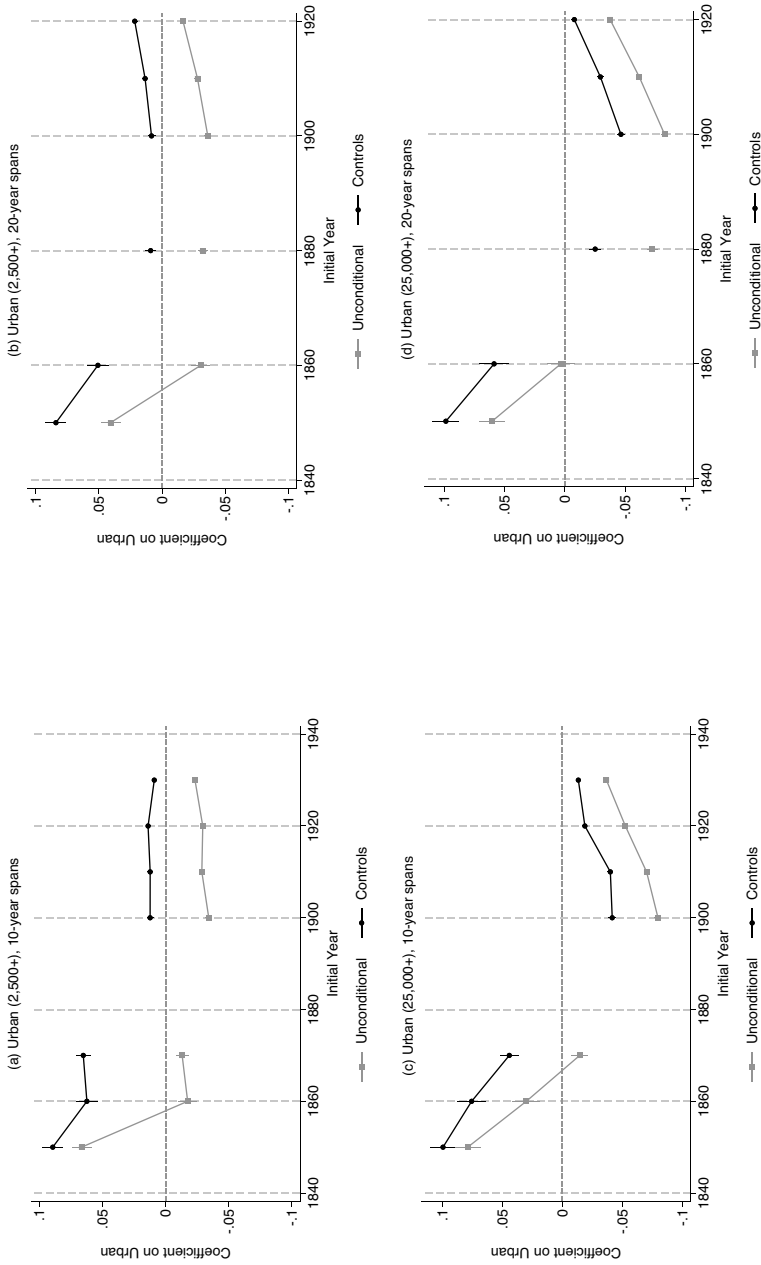 (a) Urban (2,500+), 10-year spans
Coefficient on Urban
.1
.05
0
-.05
-.1
1840 1860 1880 1900 1920 1940
Initial Year
Unconditional Controls
(b) Urban (2,500+), 20-year spans
Coefficient on Urban
.1
.05
0
-.05
-.1
1840 1860 1880 1900 1920
Initial Year
Unconditional Controls
(c) Urban (25,000+), 10-year spans
Coefficient on Urban
.1
.05
0
-.05
-.1
1840 1860 1880 1900 1920 1940
Initial Year
Unconditional Controls
(d) Urban (25,000+), 20-year spans
Coefficient on Urban
.1
.05
0
-.05
-.1
1840 1860 1880 1900 1920
Initial Year
Unconditional Controls